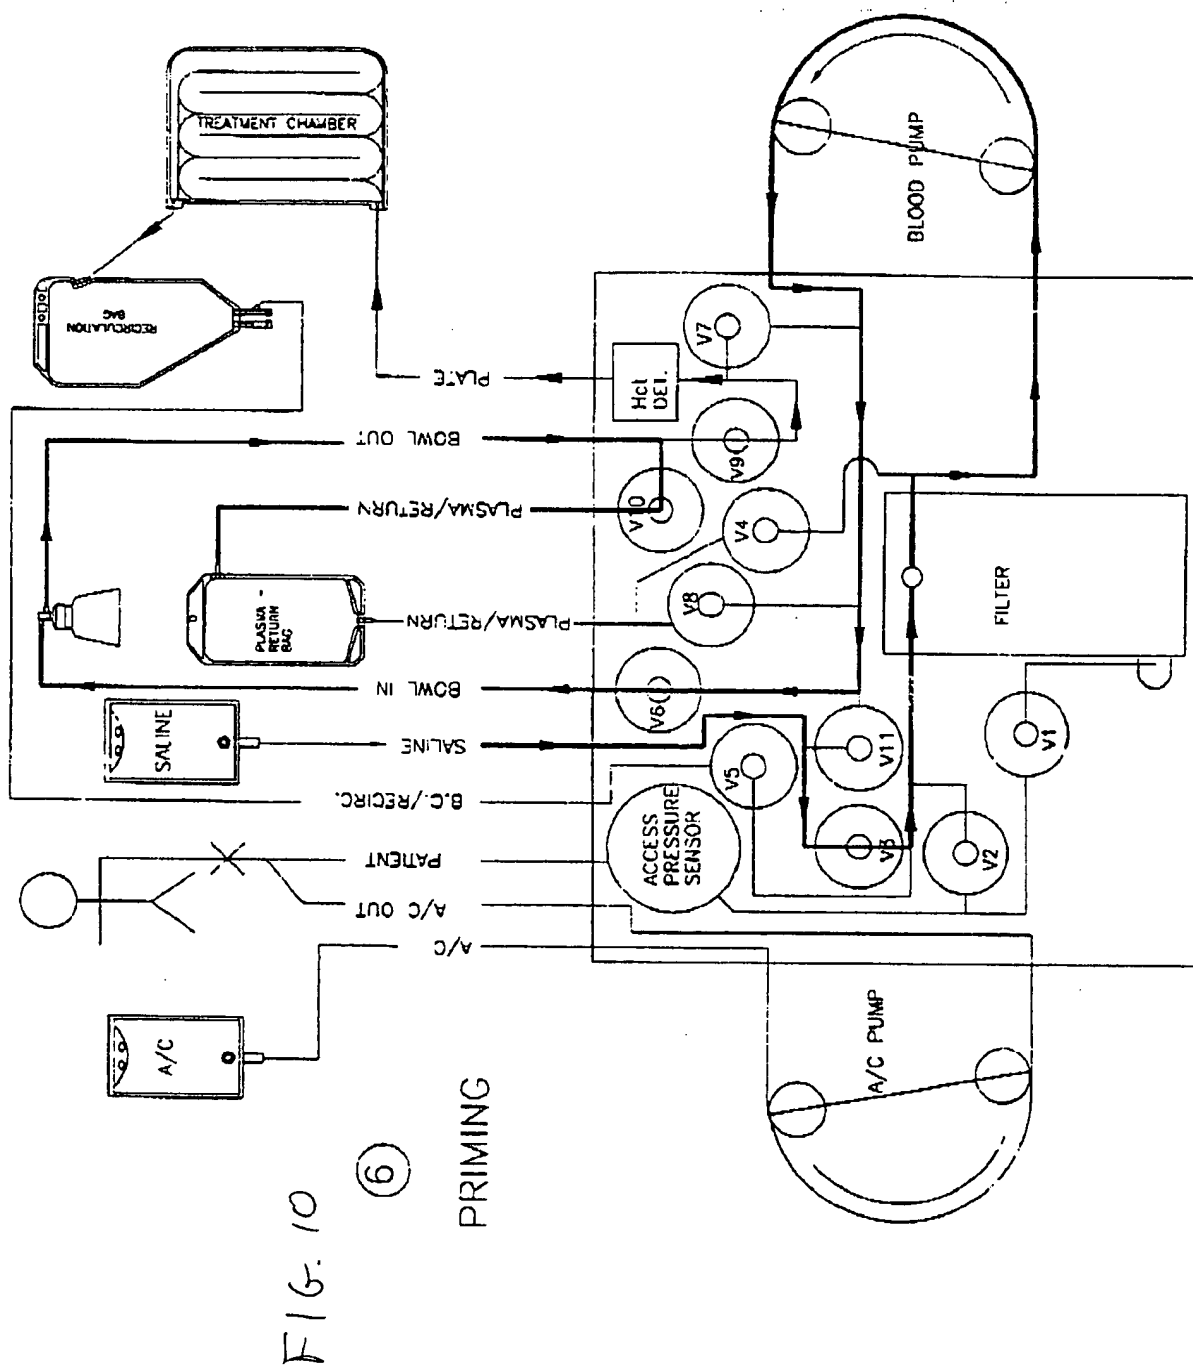 TREATMENT CHAMBER
RECIRCULATION
BAG
PLATE
BOWL OUT
PLASMA/RETURN
PLASMA -
RETURN
BAG
PLASMA/RETURN
BOWL IN
SALINE
SALINE
B.C./RECIRC.
PATIENT
A/C OUT
A/C
A/C
BLOOD PUMP
V7
Hct
DET.
V9
V10
V4
V8
V6
V5
V11
V3
V2
V1
FILTER
ACCESS
PRESSURE
SENSOR
A/C PUMP
6
PRIMING
FIG. 10